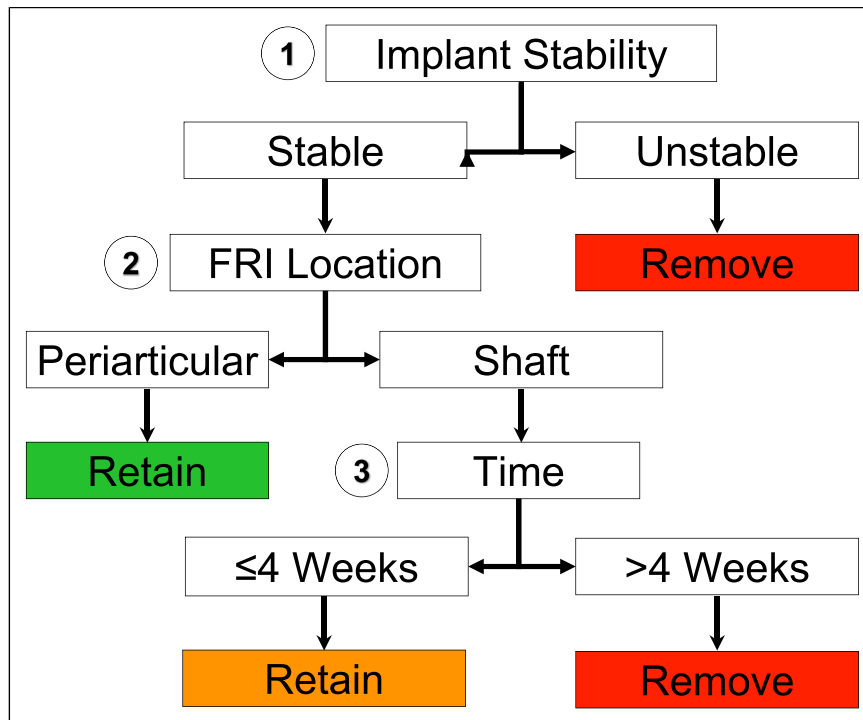 1 Implant Stability
Stable Unstable
2 FRI Location Remove
Periarticular Shaft
Retain 3 Time
≤4 Weeks >4 Weeks
Retain Remove